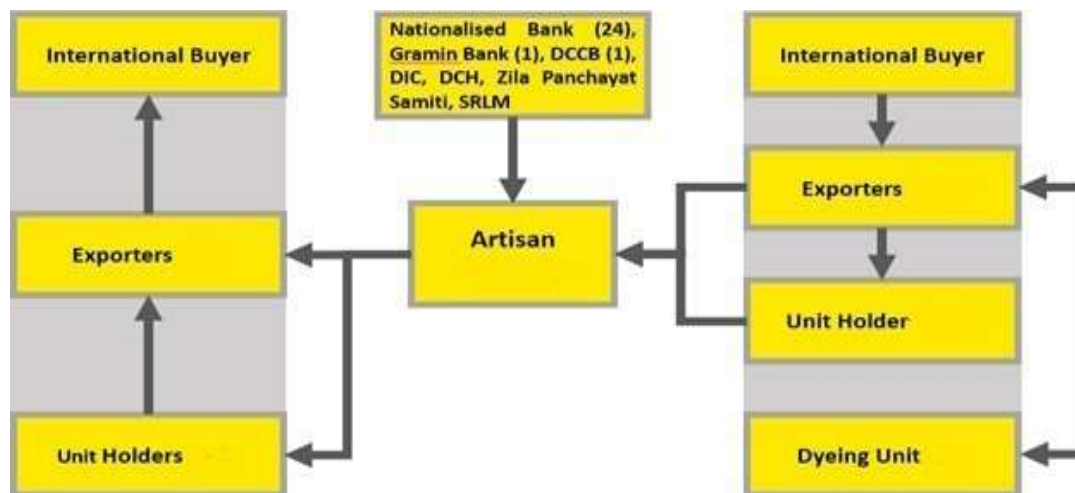 International Buyer
Exporters
Unit Holders
Nationalised Bank (24),
Gramin Bank (1), DCCB (1),
DIC, DCH, Zila Panchayat
Samiti, SRLM
Artisan
International Buyer
Exporters
Unit Holder
Dyeing Unit